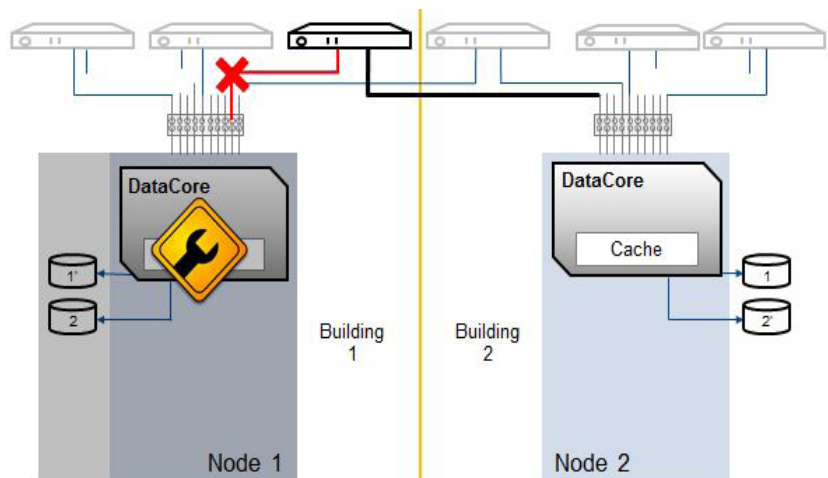 DataCore
1'
2
Node 1
Building
1
Building
2
DataCore
Cache
1
2'
Node 2